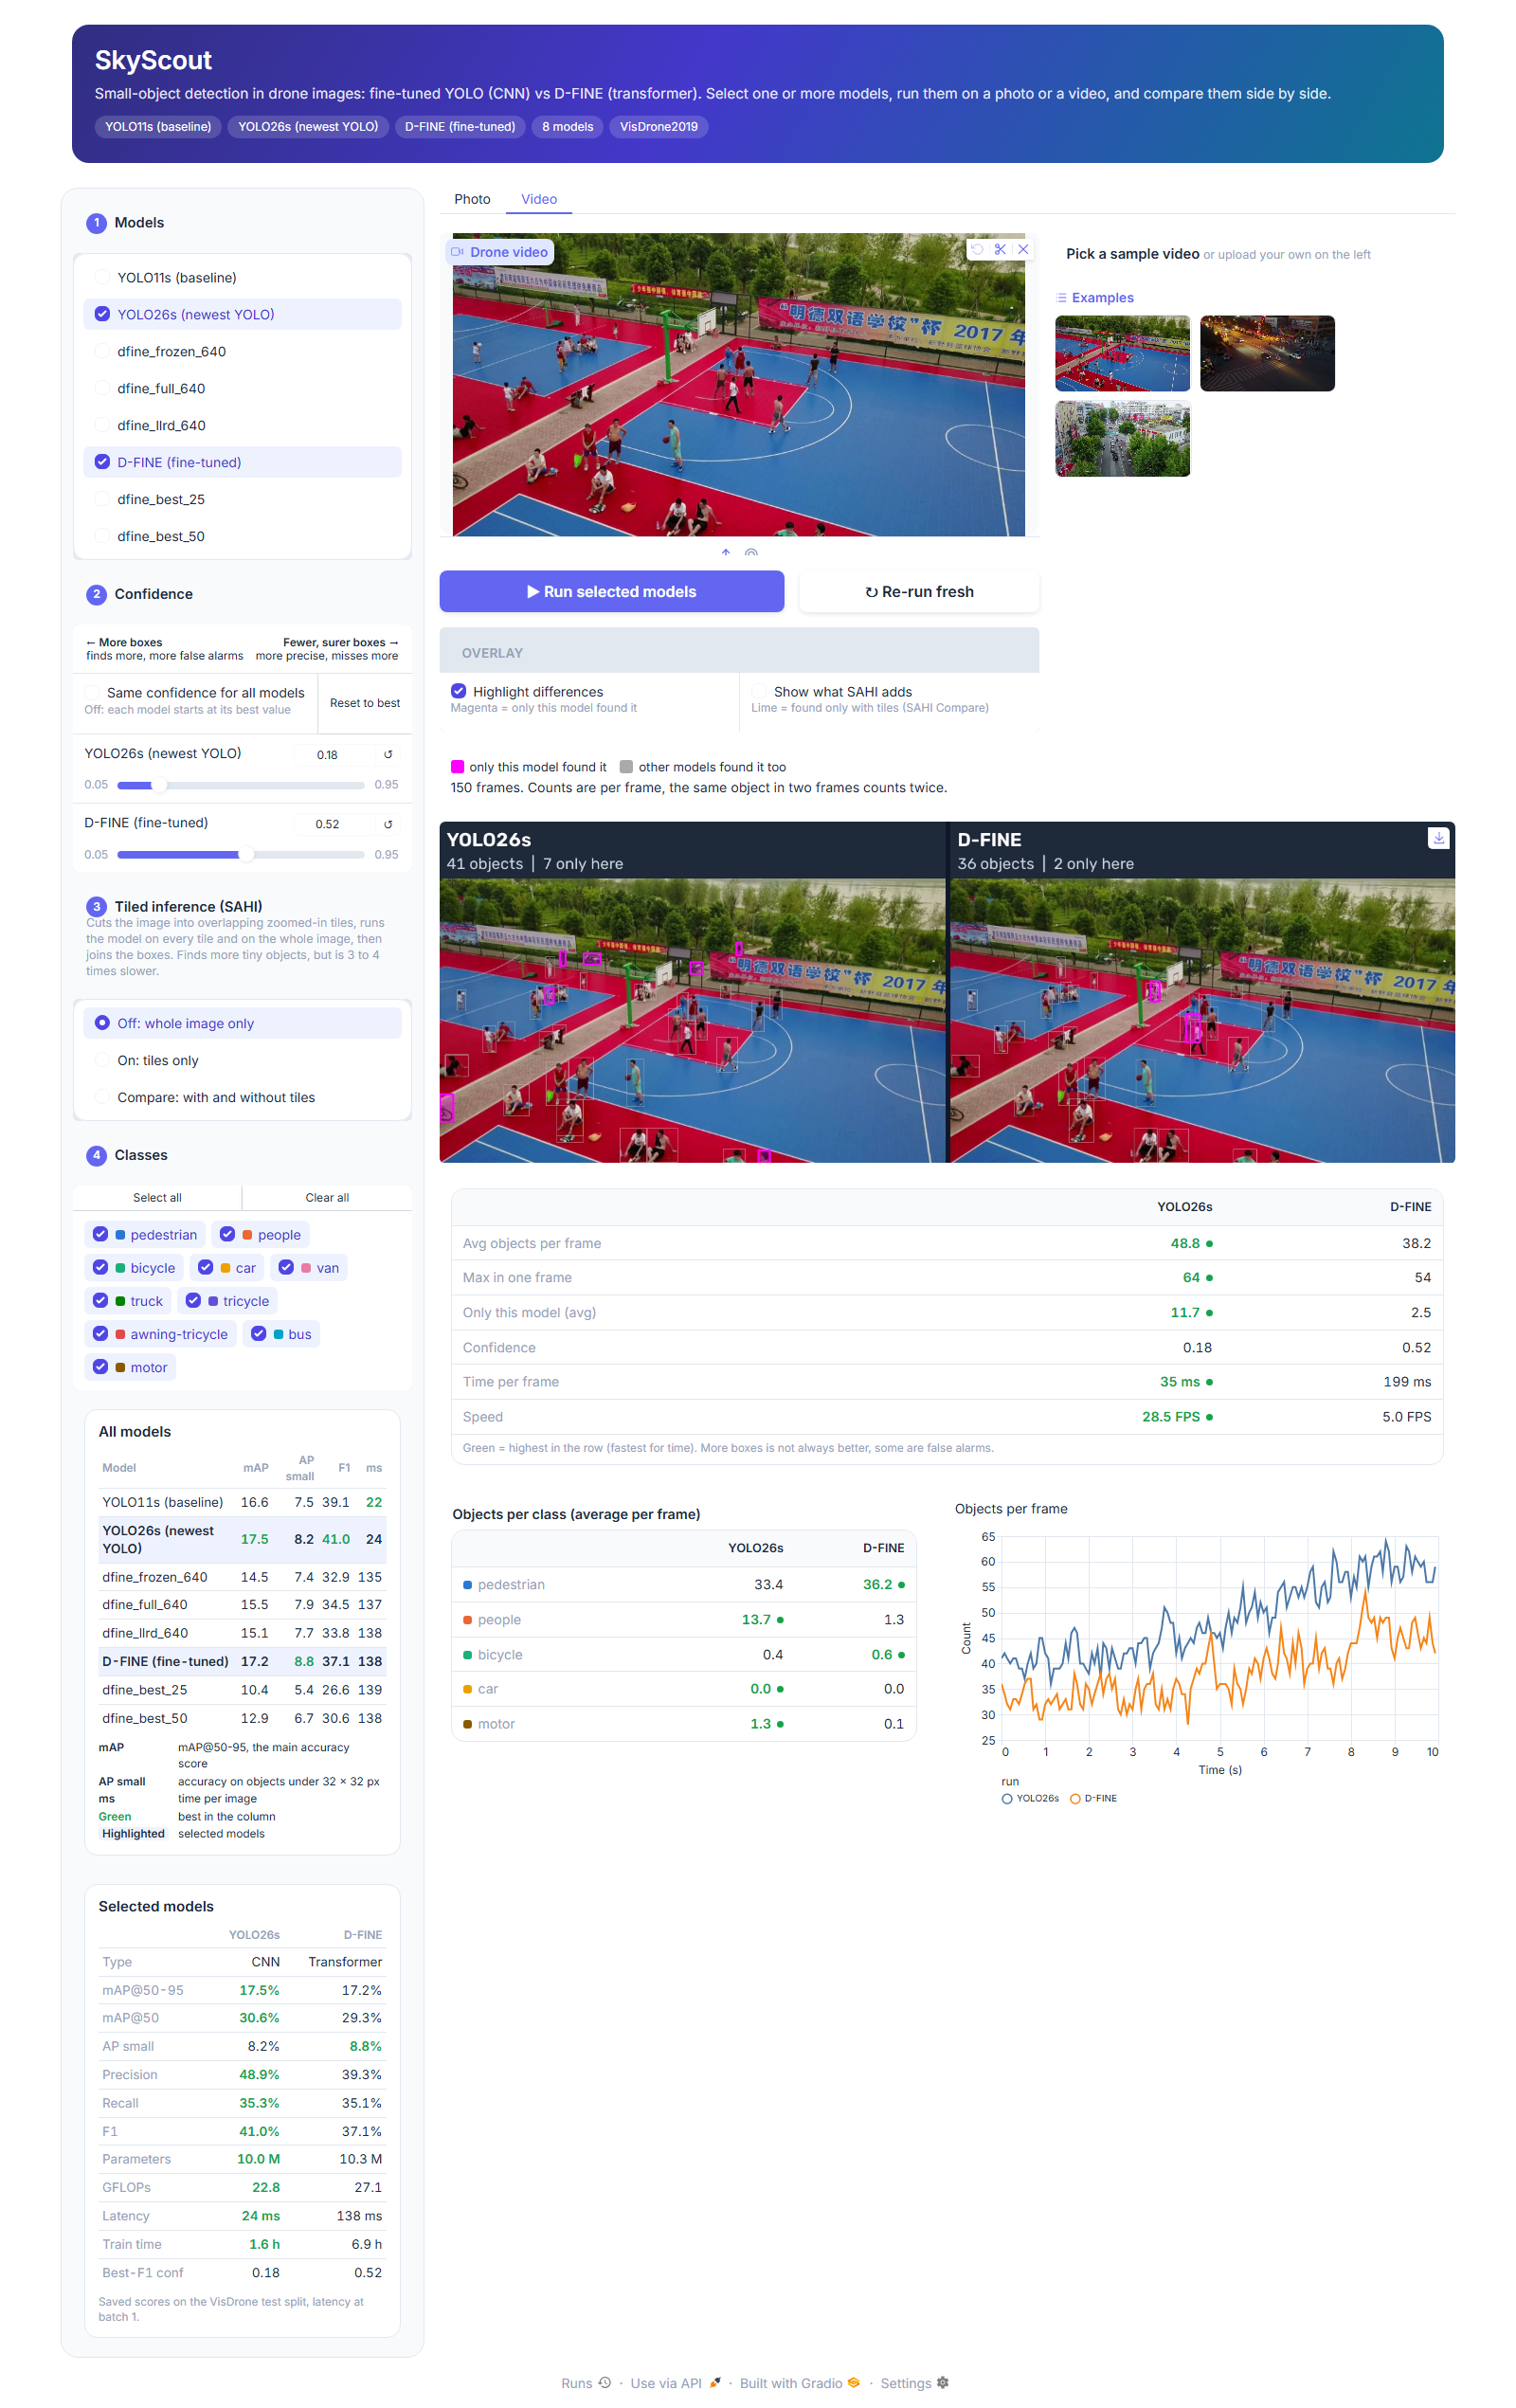 SkyScout
Small-object detection in drone images: fine-tuned YOLO (CNN) vs D-FINE (transformer). Select one or more models, run them on a photo or a video, and compare them side by side.
YOLO11s (baseline) YOLO26s (newest YOLO) D-FINE (fine-tuned) 8 models VisDrone2019
1 Models
YOLO11s (baseline)
YOLO26s (newest YOLO)
dfine_frozen_640
dfine_full_640
dfine_llrd_640
D-FINE (fine-tuned)
dfine_best_25
dfine_best_50
2 Confidence
← More boxes Fewer, surer boxes →
finds more, more false alarms more precise, misses more
Same confidence for all models Reset to best
Off: each model starts at its best value
YOLO26s (newest YOLO) 0.18 ↺
0.05 0.95
D-FINE (fine-tuned) 0.52 ↺
0.05 0.95
3 Tiled inference (SAHI)
Cuts the image into overlapping zoomed-in tiles, runs
the model on every tile and on the whole image, then
joins the boxes. Finds more tiny objects, but is 3 to 4
times slower.
Off: whole image only
On: tiles only
Compare: with and without tiles
4 Classes
Select all Clear all
pedestrian people
bicycle car van
truck tricycle
awning-tricycle bus
motor
All models
Model mAP AP small F1 ms
YOLO11s (baseline) 16.6 7.5 39.1 22
YOLO26s (newest YOLO) 17.5 8.2 41.0 24
dfine_frozen_640 14.5 7.4 32.9 135
dfine_full_640 15.5 7.9 34.5 137
dfine_llrd_640 15.1 7.7 33.8 138
D-FINE (fine-tuned) 17.2 8.8 37.1 138
dfine_best_25 10.4 5.4 26.6 139
dfine_best_50 12.9 6.7 30.6 138
mAP mAP@50-95, the main accuracy
score
AP small accuracy on objects under 32 × 32 px
ms time per image
Green best in the column
Highlighted selected models
Selected models
YOLO26s D-FINE
Type CNN Transformer
mAP@50-95 17.5% 17.2%
mAP@50 30.6% 29.3%
AP small 8.2% 8.8%
Precision 48.9% 39.3%
Recall 35.3% 35.1%
F1 41.0% 37.1%
Parameters 10.0 M 10.3 M
GFLOPs 22.8 27.1
Latency 24 ms 138 ms
Train time 1.6 h 6.9 h
Best-F1 conf 0.18 0.52
Saved scores on the VisDrone test split, latency at
batch 1.
Photo Video
Drone video
"明德双语学校"杯 2017 年
Pick a sample video or upload your own on the left
Examples
▶ Run selected models ↻ Re-run fresh
OVERLAY
Highlight differences Show what SAHI adds
Magenta = only this model found it Lime = found only with tiles (SAHI Compare)
only this model found it other models found it too
150 frames. Counts are per frame, the same object in two frames counts twice.
YOLO26s D-FINE
41 objects | 7 only here 36 objects | 2 only here
"明德双语学校"杯 2017 "明德双语学校"杯 2017
YOLO26s D-FINE
Avg objects per frame 48.8 38.2
Max in one frame 64 54
Only this model (avg) 11.7 2.5
Confidence 0.18 0.52
Time per frame 35 ms 199 ms
Speed 28.5 FPS 5.0 FPS
Green = highest in the row (fastest for time). More boxes is not always better, some are false alarms.
Objects per class (average per frame)
YOLO26s D-FINE
pedestrian 33.4 36.2
people 13.7 1.3
bicycle 0.4 0.6
car 0.0 0.0
motor 1.3 0.1
Objects per frame
65
60
55
50
45
40
35
30
25
Count
0 1 2 3 4 5 6 7 8 9 10
Time (s)
run
YOLO26s D-FINE
Runs · Use via API · Built with Gradio · Settings